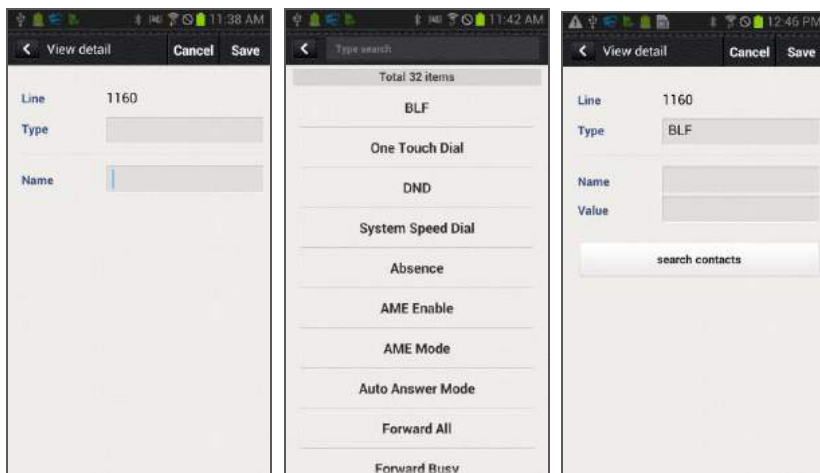 11:38 AM
View detail Cancel Save
Line 1160
Type
Name
11:42 AM
Type search
Total 32 items
BLF
One Touch Dial
DND
System Speed Dial
Absence
AME Enable
AME Mode
Auto Answer Mode
Forward All
Forward Busy
12:46 PM
View detail Cancel Save
Line 1160
Type BLF
Name
Value
search contacts